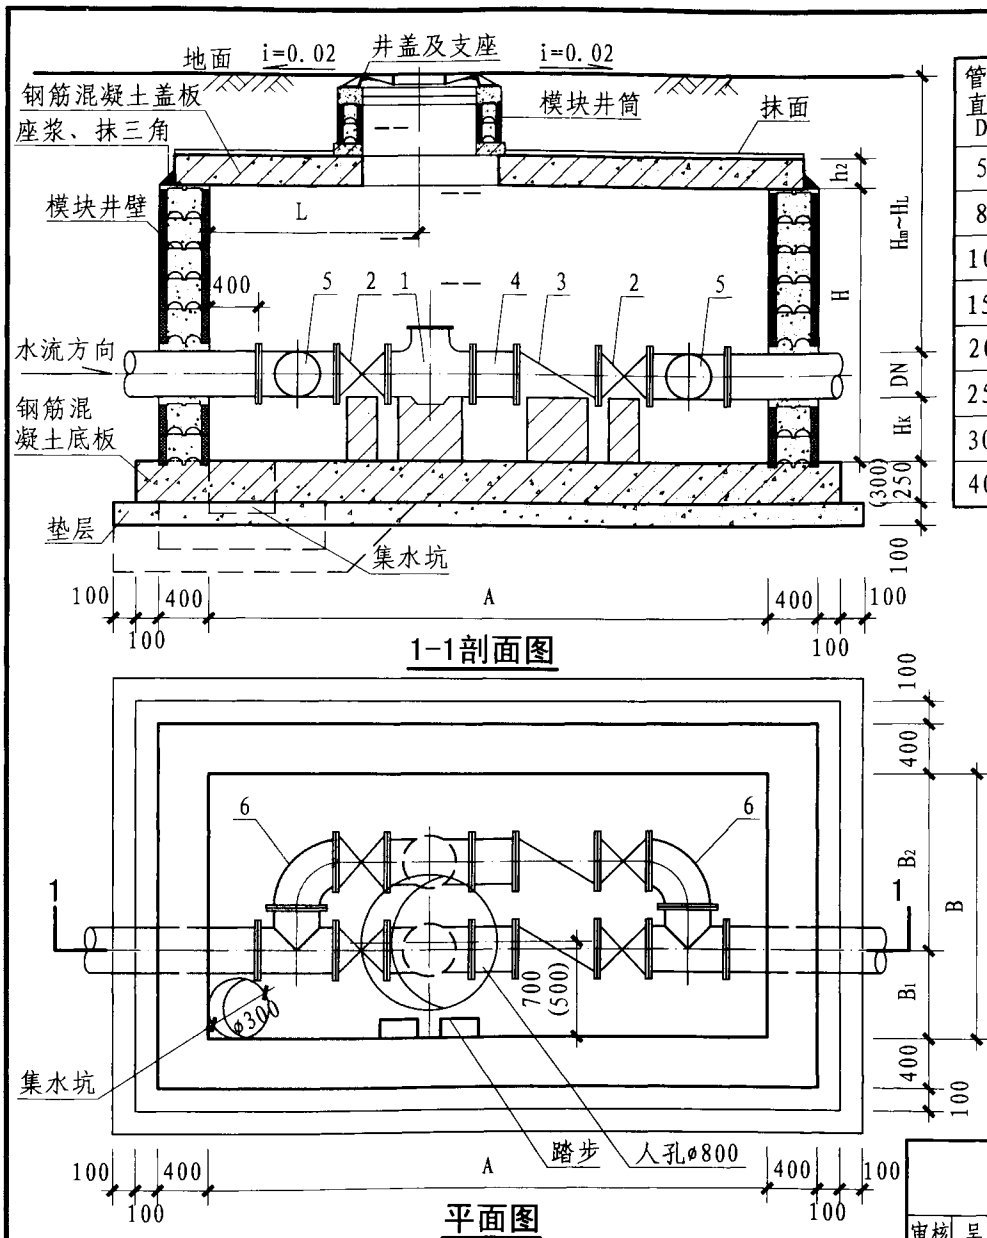 地面
i=0.02
井盖及支座
i=0.02
钢筋混凝土盖板
座浆、抹三角
模块井筒
抹面
模块井壁
L
h2
Hm~HL
H
400
5
2
1
4
3
2
5
水流方向
DN
钢筋混
凝土底板
HK
(300)
250
垫层
集水坑
100
100
100
400
A
400
100
100
1-1剖面图
100
400
6
6
B2
B
1
1
700
(500)
B1
ø300
集水坑
400
100
踏步
人孔ø800
100
100
400
A
400
100
100
平面图
管
直
D
审核